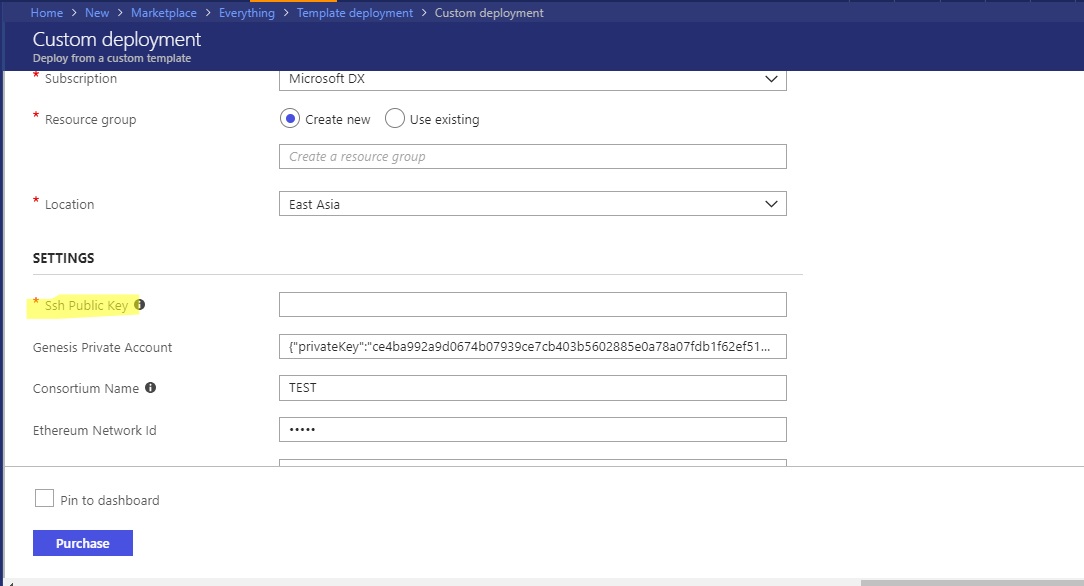 Home > New > Marketplace > Everything > Template deployment > Custom deployment
Custom deployment
Deploy from a custom template
* Subscription Microsoft DX
* Resource group Create new Use existing
Create a resource group
* Location East Asia
SETTINGS
* Ssh Public Key
Genesis Private Account {"privateKey":"ce4ba992a9d0674b07939ce7cb403b5602885e0a78a07fdb1f62ef51...
Consortium Name TEST
Ethereum Network Id •••••
Pin to dashboard
Purchase